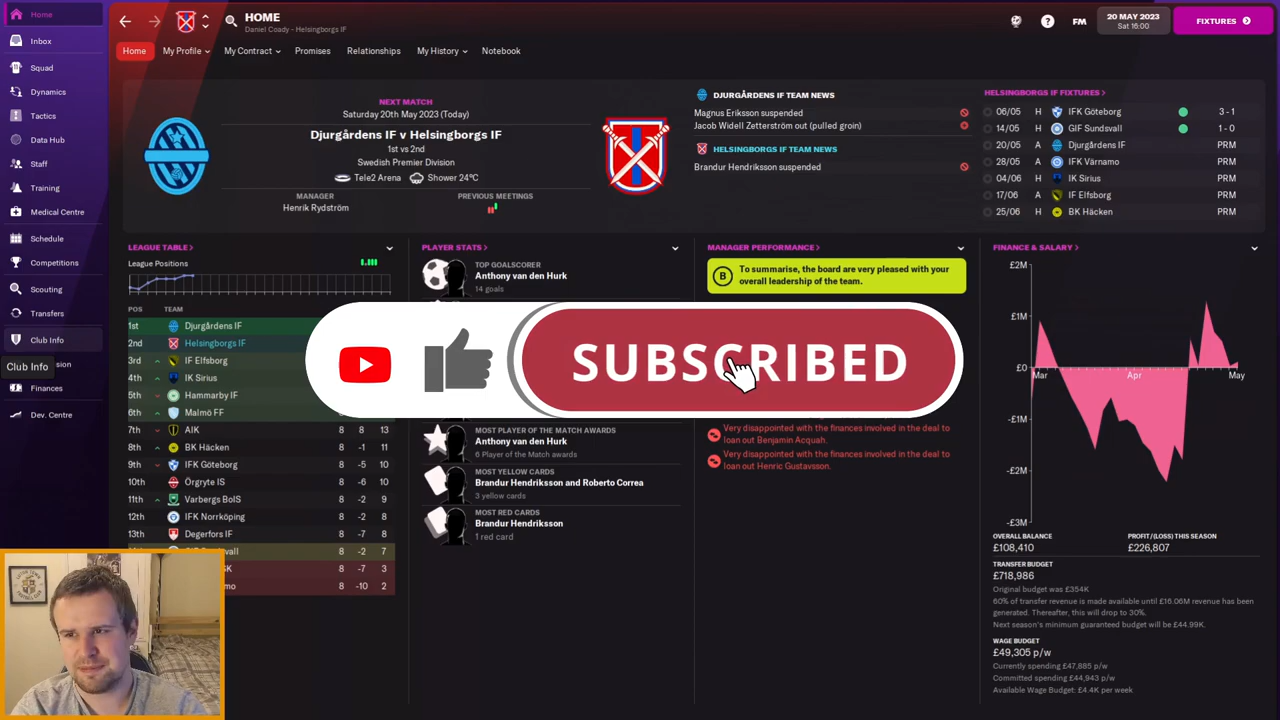 Home
HOME
Daniel Coady - Helsingborgs IF
FM
20 MAY 2023
Sat 16:00
FIXTURES
Home
My Profile
My Contract
Promises
Relationships
My History
Notebook
Inbox
Squad
Dynamics
Tactics
Data Hub
Staff
Training
Medical Centre
Schedule
Competitions
Scouting
Transfers
Club Info
Club Info
Finances
Dev. Centre
NEXT MATCH
Saturday 20th May 2023 (Today)
Djurgårdens IF v Helsingborgs IF
1st vs 2nd
Swedish Premier Division
Tele2 Arena
Shower 24ºC
MANAGER
Henrik Rydström
PREVIOUS MEETINGS
DJURGÅRDENS IF TEAM NEWS
Magnus Eriksson suspended
Jacob Widell Zetterström out (pulled groin)
HELSINGBORGS IF TEAM NEWS
Brandur Hendriksson suspended
HELSINGBORGS IF FIXTURES >
06/05 H IFK Göteborg 3 - 1
14/05 H GIF Sundsvall 1 - 0
20/05 A Djurgårdens IF PRM
28/05 A IFK Värnamo PRM
04/06 H IK Sirius PRM
17/06 A IF Elfsborg PRM
25/06 H BK Häcken PRM
LEAGUE TABLE >
League Positions
POS TEAM
1st Djurgårdens IF
2nd Helsingborgs IF
3rd IF Elfsborg
4th IK Sirius
5th Hammarby IF
6th Malmö FF
7th AIK 8 8 13
8th BK Häcken 8 -1 11
9th IFK Göteborg 8 -5 10
10th Örgryte IS 8 -6 10
11th Varbergs BoIS 8 -2 9
12th IFK Norrköping 8 -2 8
13th Degerfors IF 8 -7 8
8 -2 7
8 -7 3
8 -10 2
PLAYER STATS >
TOP GOALSCORER
Anthony van den Hurk
14 goals
SUBSCRIBED
MOST PLAYER OF THE MATCH AWARDS
Anthony van den Hurk
6 Player of the Match awards
MOST YELLOW CARDS
Brandur Hendriksson and Roberto Correa
3 yellow cards
MOST RED CARDS
Brandur Hendriksson
1 red card
MANAGER PERFORMANCE >
B
To summarise, the board are very pleased with your
overall leadership of the team.
Very disappointed with the finances involved in the deal to
loan out Benjamin Acquah.
Very disappointed with the finances involved in the deal to
loan out Henric Gustavsson.
FINANCE & SALARY >
£2M
£1M
£0
-£1M
-£2M
-£3M
Mar
Apr
May
OVERALL BALANCE
£108,410
PROFIT / (LOSS) THIS SEASON
£226,807
TRANSFER BUDGET
£718,986
Original budget was £354K
60% of transfer revenue is made available until £16.06M revenue has been
generated. Thereafter, this will drop to 30%.
Next season's minimum guaranteed budget will be £44.99K.
WAGE BUDGET
£49,305 p/w
Currently spending £47,885 p/w
Committed spending £44,943 p/w
Available Wage Budget: £4.4K per week